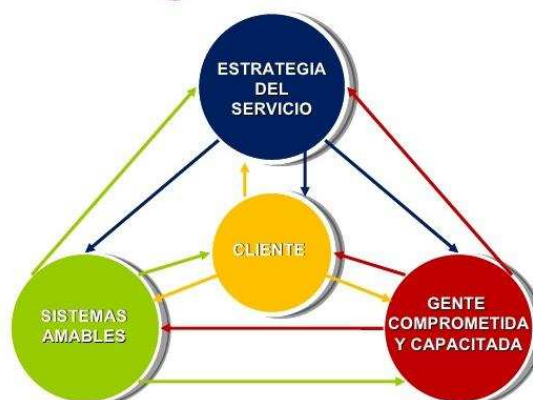 ESTRATEGIA
DEL
SERVICIO
CLIENTE
SISTEMAS
AMABLES
GENTE
COMPROMETIDA
Y CAPACITADA